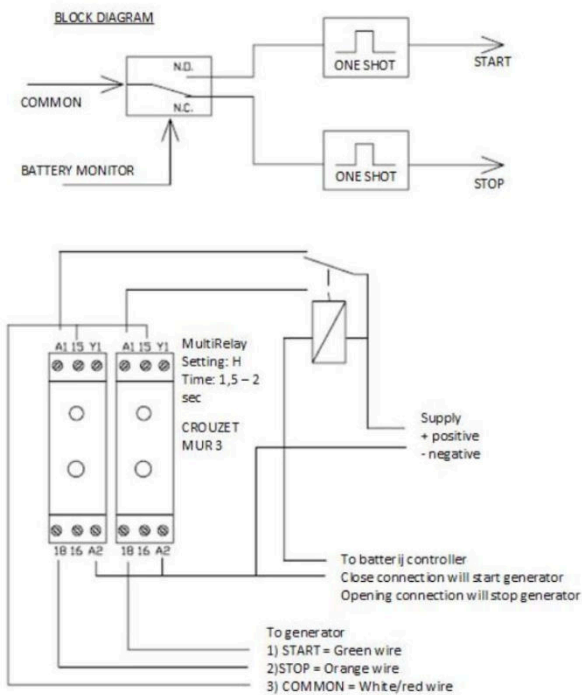 BLOCK DIAGRAM
N.O.
ONE SHOT
START
COMMON
N.C.
BATTERY MONITOR
ONE SHOT
STOP
A1 15 Y1
A1 15 Y1
MultiRelay
Setting: H
Time: 1,5 – 2
sec
CROUZET
MUR 3
Supply
+ positive
- negative
18 16 A2
18 16 A2
To batterij controller
Close connection will start generator
Opening connection will stop generator
To generator
1) START = Green wire
2)STOP = Orange wire
3) COMMON = White/red wire